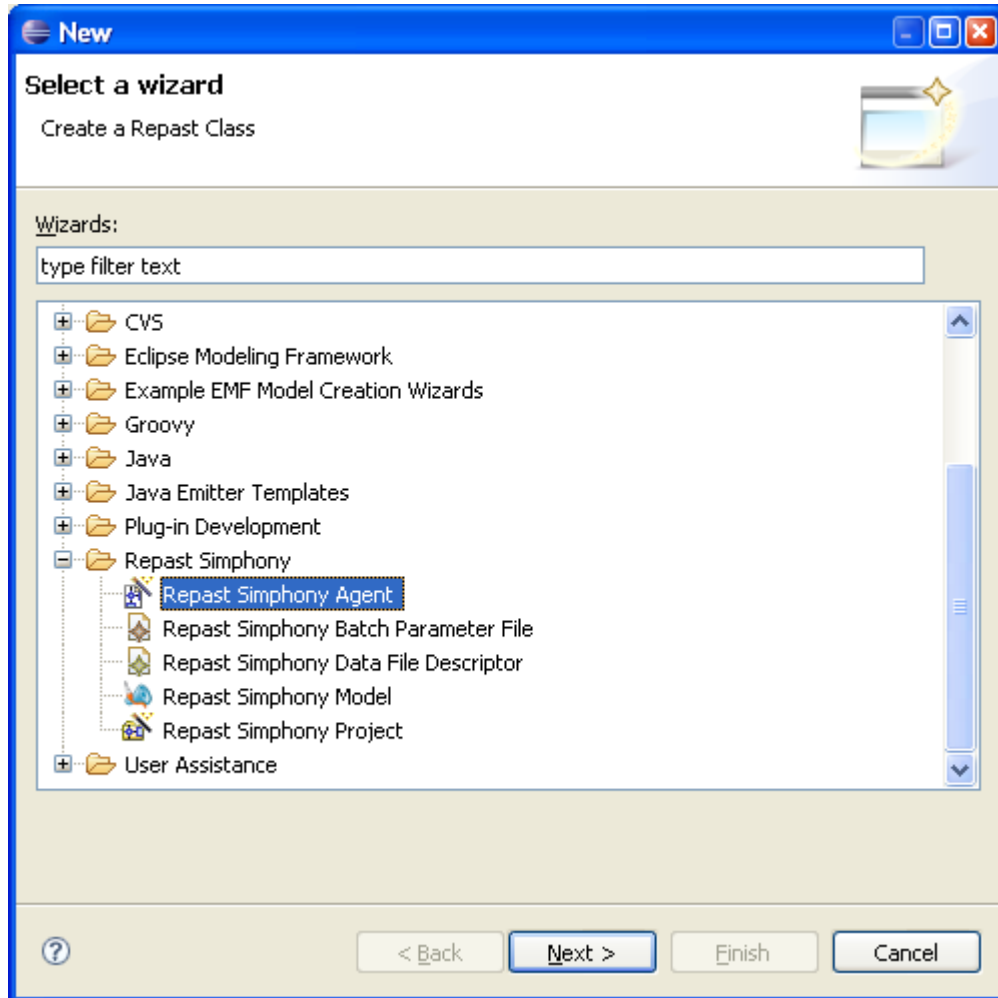 New
Select a wizard
Create a Repast Class
Wizards:
type filter text
CVS
Eclipse Modeling Framework
Example EMF Model Creation Wizards
Groovy
Java
Java Emitter Templates
Plug-in Development
Repast Simphony
Repast Simphony Agent
Repast Simphony Batch Parameter File
Repast Simphony Data File Descriptor
Repast Simphony Model
Repast Simphony Project
User Assistance
? < Back Next > Finish Cancel